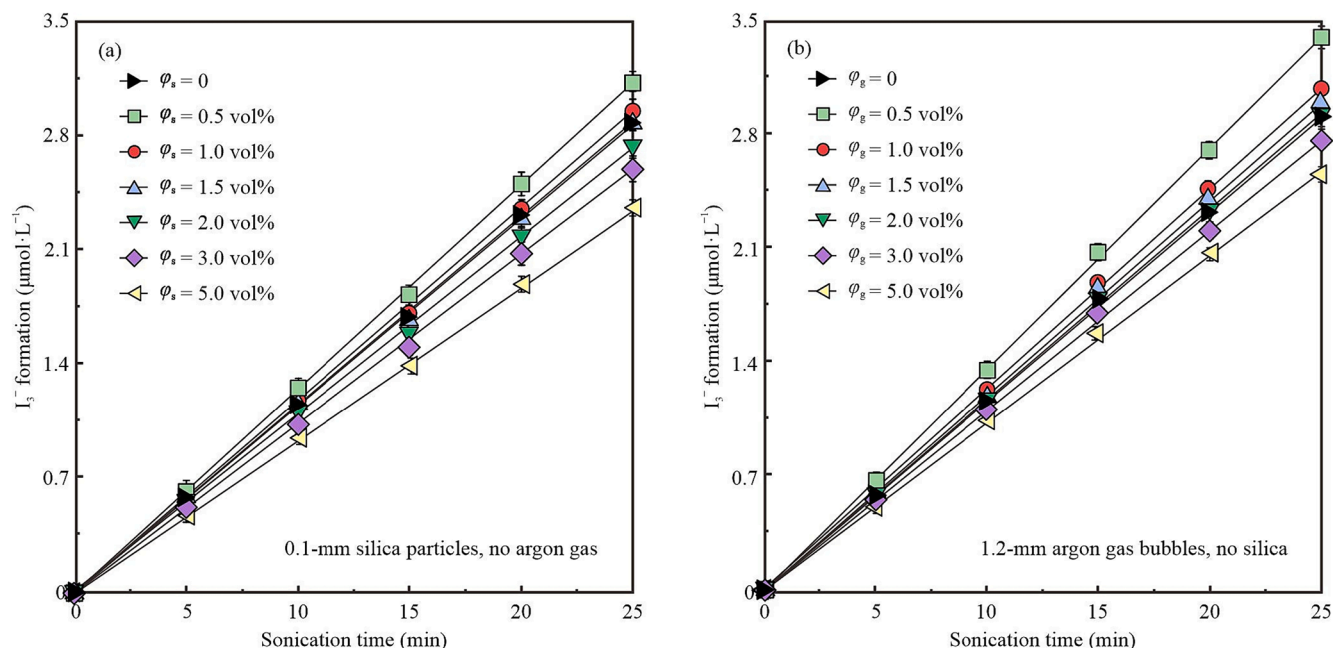 (a)
φs = 0
φs = 0.5 vol%
φs = 1.0 vol%
φs = 1.5 vol%
φs = 2.0 vol%
φs = 3.0 vol%
φs = 5.0 vol%
3.5
2.8
2.1
1.4
0.7
0
I₃⁻ formation (μmol·L⁻¹)
0.1-mm silica particles, no argon gas
0 5 10 15 20 25
Sonication time (min)
(b)
φg = 0
φg = 0.5 vol%
φg = 1.0 vol%
φg = 1.5 vol%
φg = 2.0 vol%
φg = 3.0 vol%
φg = 5.0 vol%
3.5
2.8
2.1
1.4
0.7
0
I₃⁻ formation (μmol·L⁻¹)
1.2-mm argon gas bubbles, no silica
0 5 10 15 20 25
Sonication time (min)